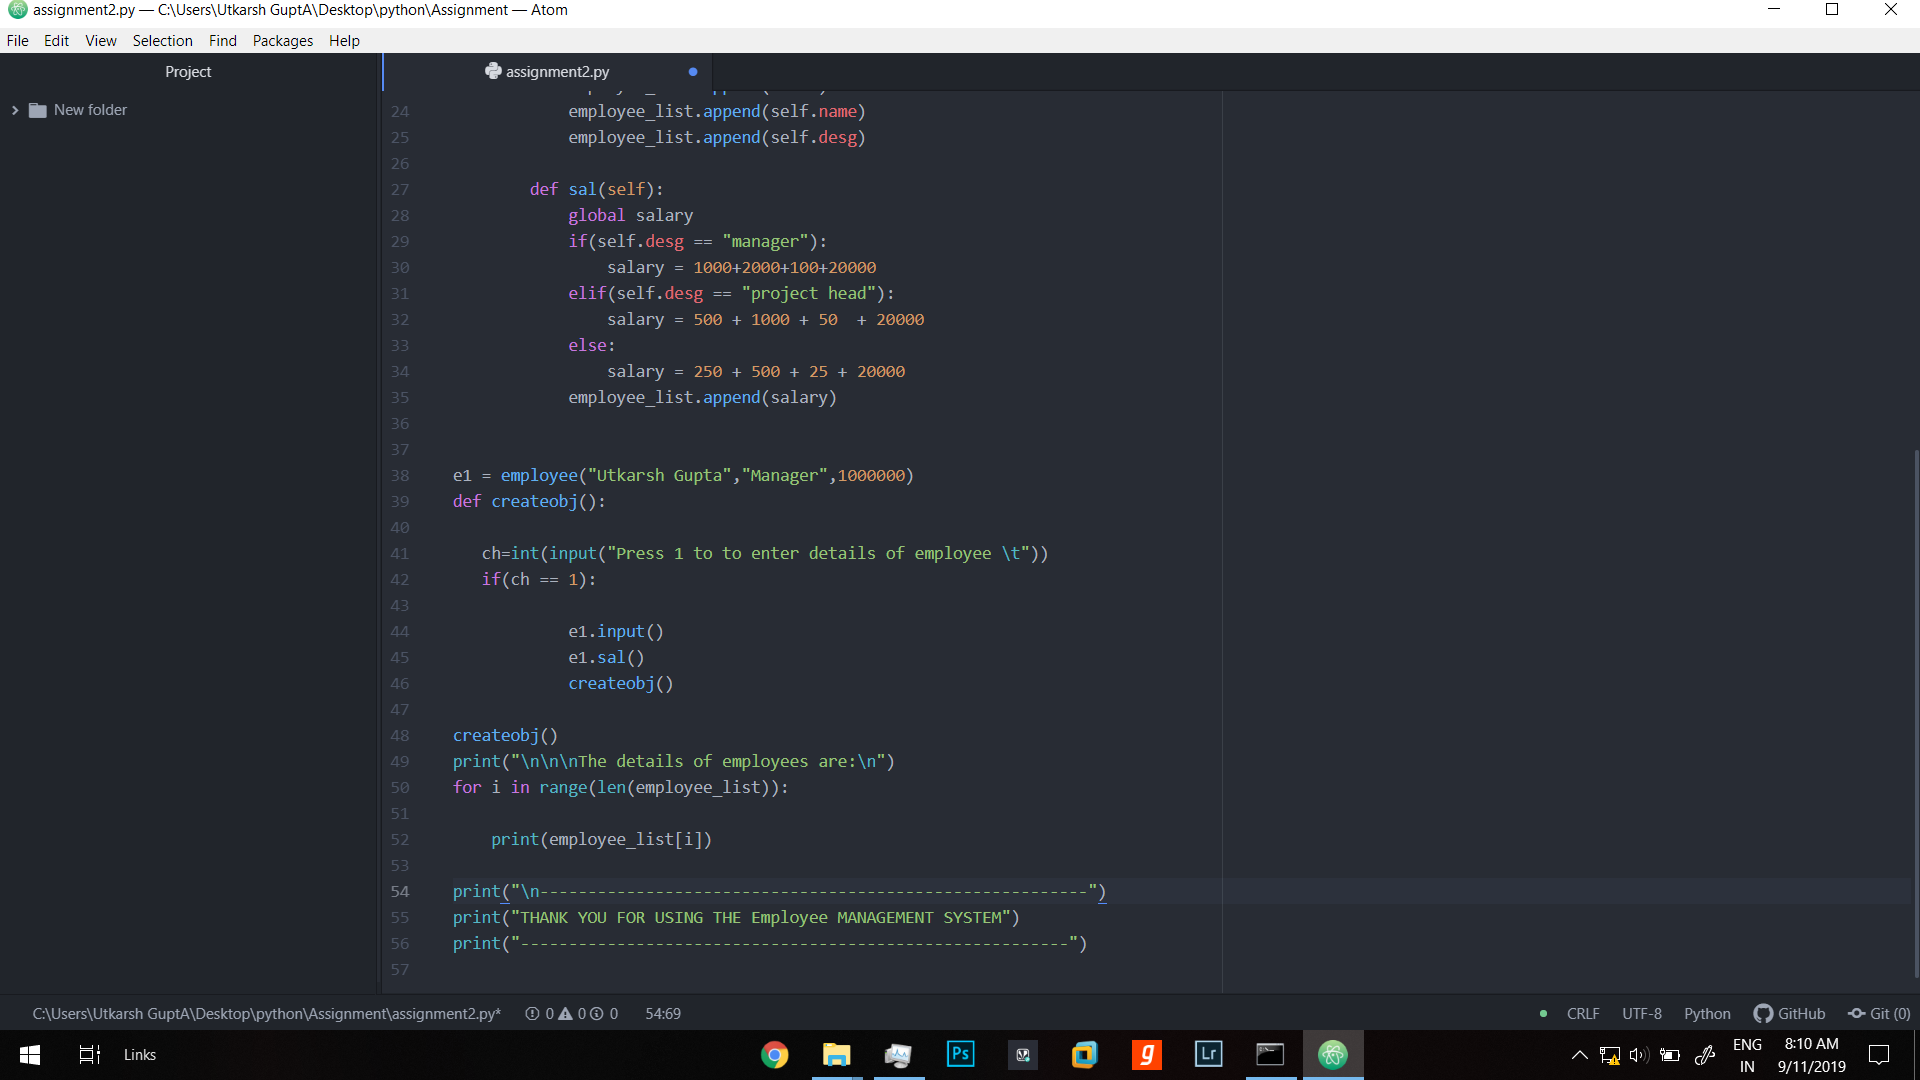 assignment2.py — C:\Users\Utkarsh GuptA\Desktop\python\Assignment — Atom
File Edit View Selection Find Packages Help
Project
New folder
assignment2.py
24 employee_list.append(self.name)
25 employee_list.append(self.desg)
26
27 def sal(self):
28 global salary
29 if(self.desg == "manager"):
30 salary = 1000+2000+100+20000
31 elif(self.desg == "project head"):
32 salary = 500 + 1000 + 50  + 20000
33 else:
34 salary = 250 + 500 + 25 + 20000
35 employee_list.append(salary)
36
37
38 e1 = employee("Utkarsh Gupta","Manager",1000000)
39 def createobj():
40
41 ch=int(input("Press 1 to to enter details of employee \t"))
42 if(ch == 1):
43
44 e1.input()
45 e1.sal()
46 createobj()
47
48 createobj()
49 print("\n\n\nThe details of employees are:\n")
50 for i in range(len(employee_list)):
51
52 print(employee_list[i])
53
54 print("\n---------------------------------------------------------")
55 print("THANK YOU FOR USING THE Employee MANAGEMENT SYSTEM")
56 print("---------------------------------------------------------")
57
C:\Users\Utkarsh GuptA\Desktop\python\Assignment\assignment2.py* 0 0 0 54:69 CRLF UTF-8 Python GitHub Git (0)
Links
Ps
g
Lr
ENG
IN
8:10 AM
9/11/2019